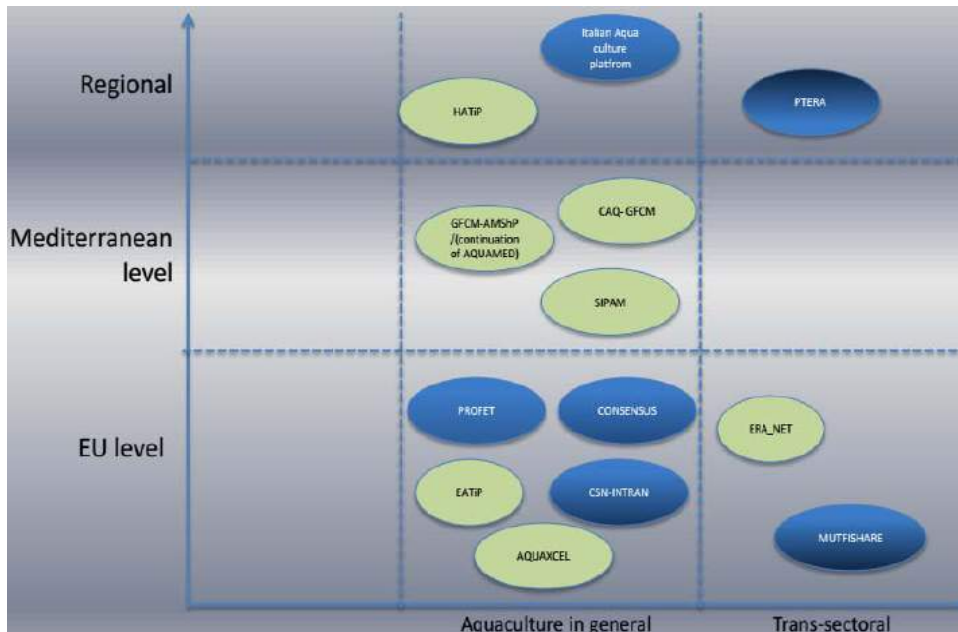 Regional
Italian Aqua
culture
platfrom
HATiP
PTERA
Mediterranean
level
GFCM-AMShP
/(continuation
of AQUAMED)
CAQ- GFCM
SIPAM
EU level
PROFET
CONSENSUS
ERA_NET
EATiP
CSN-INTRAN
AQUAXCEL
MUTFISHARE
Aquaculture in general
Trans-sectoral